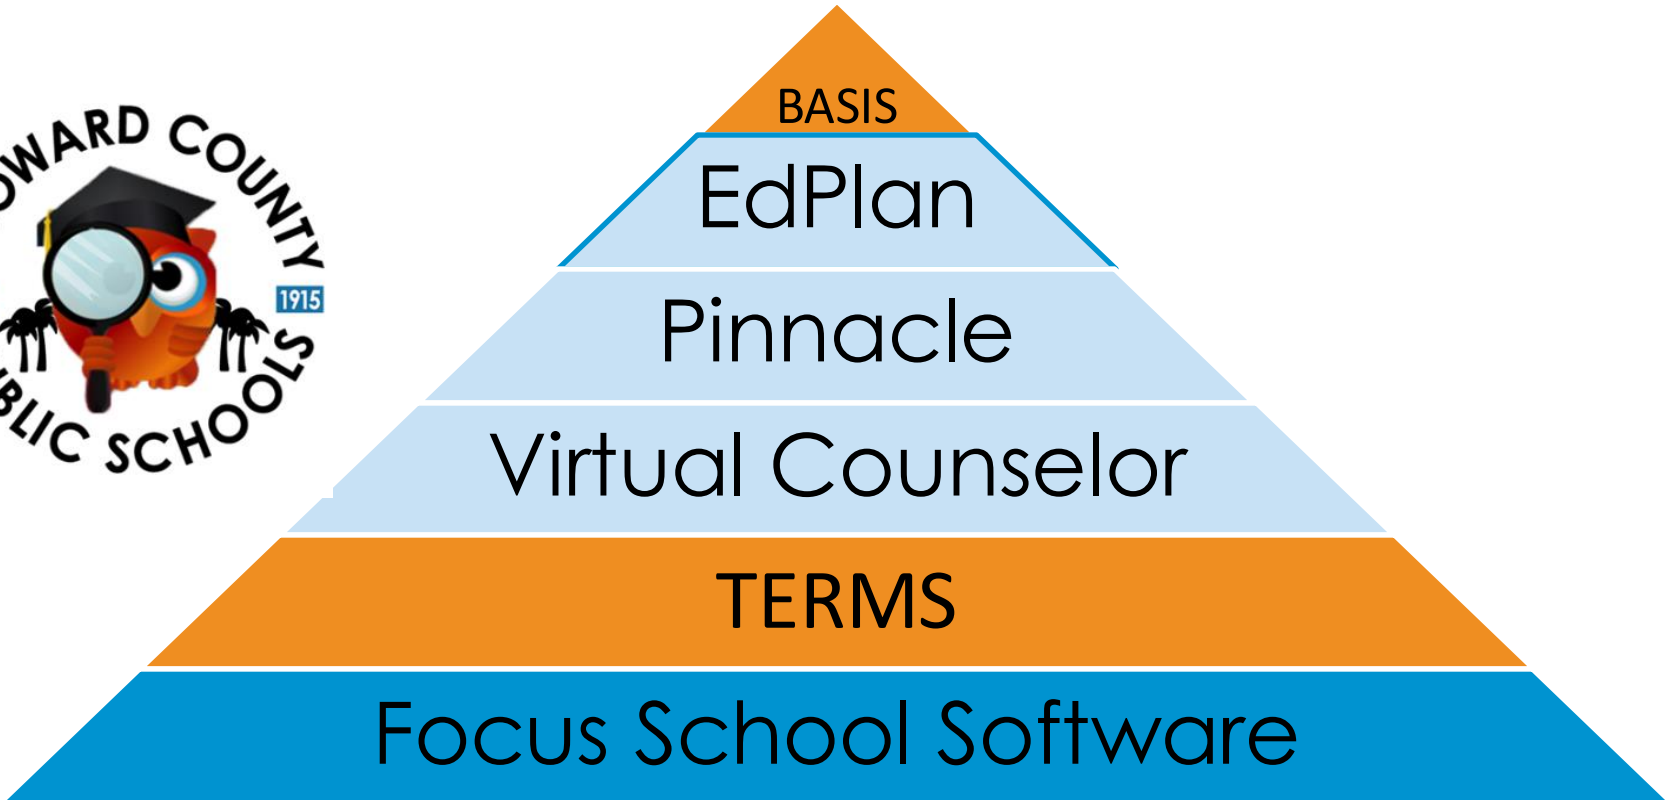 BASIS
EdPlan
Pinnacle
Virtual Counselor
TERMS
Focus School Software
COUNTY
1915
SCHOOLS